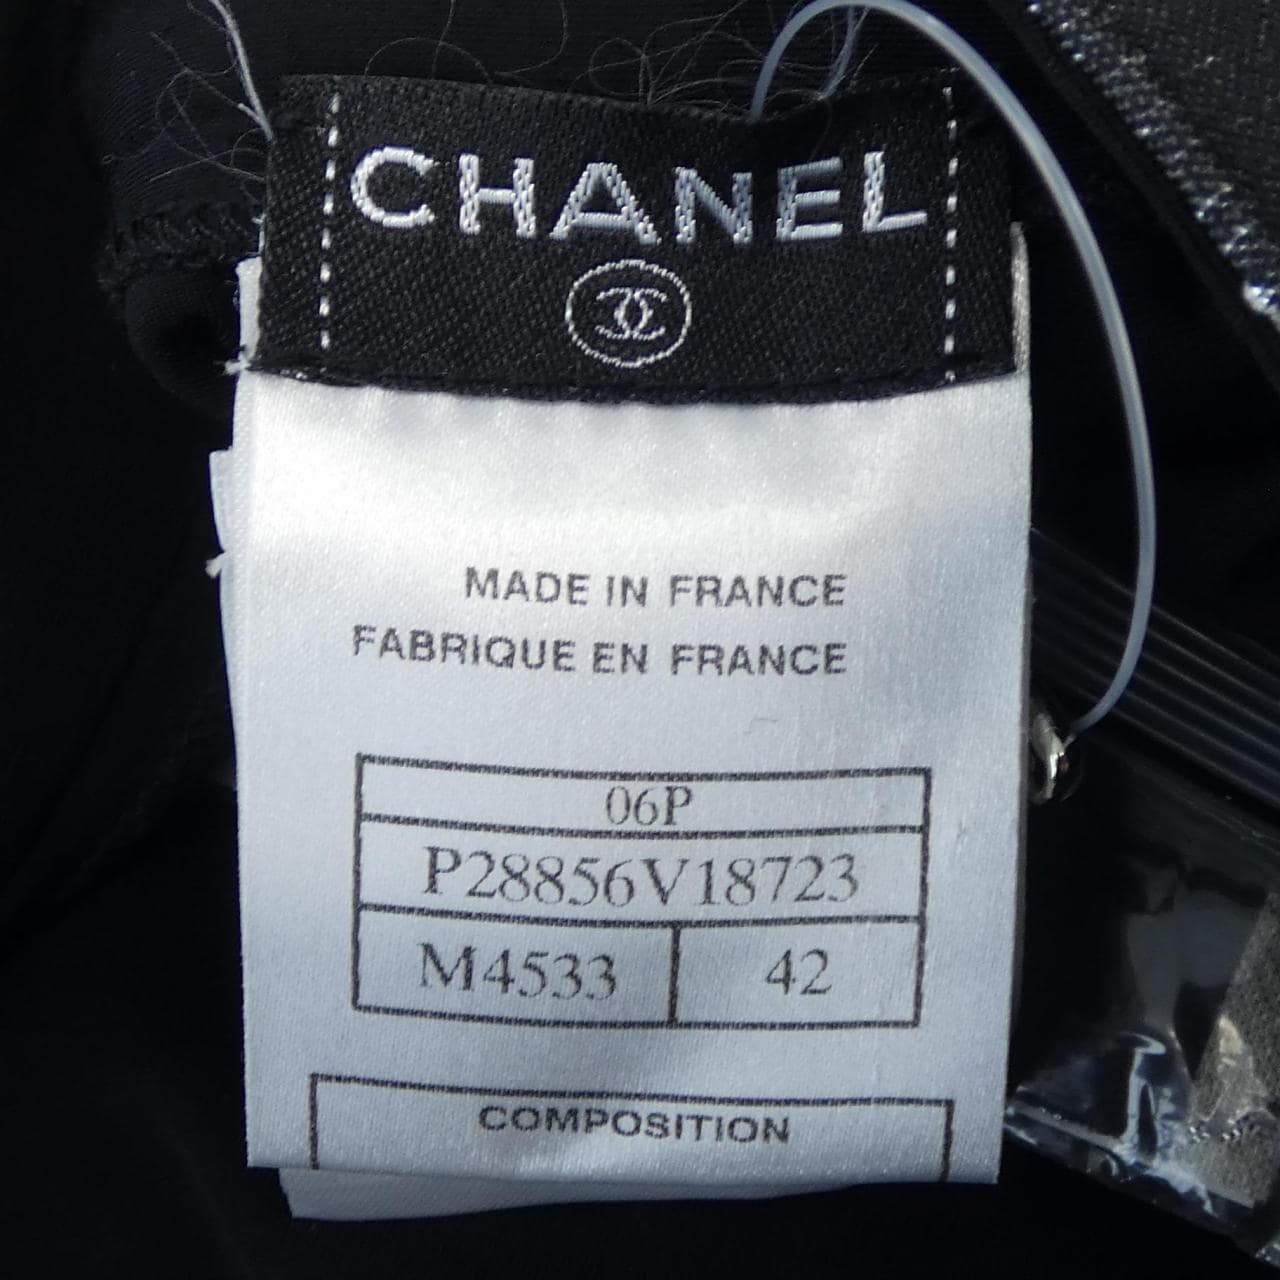 CHANEL
MADE IN FRANCE
FABRIQUE EN FRANCE
06P
P28856V18723
M4533 42
COMPOSITION